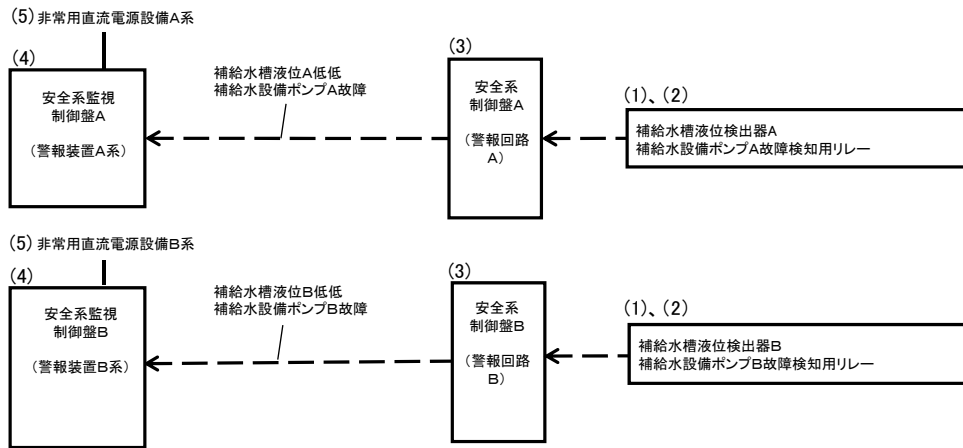 (5) 非常用直流電源設備A系
(4)
安全系監視
制御盤A
(警報装置A系)
補給水槽液位A低低
補給水設備ポンプA故障
(3)
安全系
制御盤A
(警報回路
A)
(1)、(2)
補給水槽液位検出器A
補給水設備ポンプA故障検知用リレー
(5) 非常用直流電源設備B系
(4)
安全系監視
制御盤B
(警報装置B系)
補給水槽液位B低低
補給水設備ポンプB故障
(3)
安全系
制御盤B
(警報回路
B)
(1)、(2)
補給水槽液位検出器B
補給水設備ポンプB故障検知用リレー